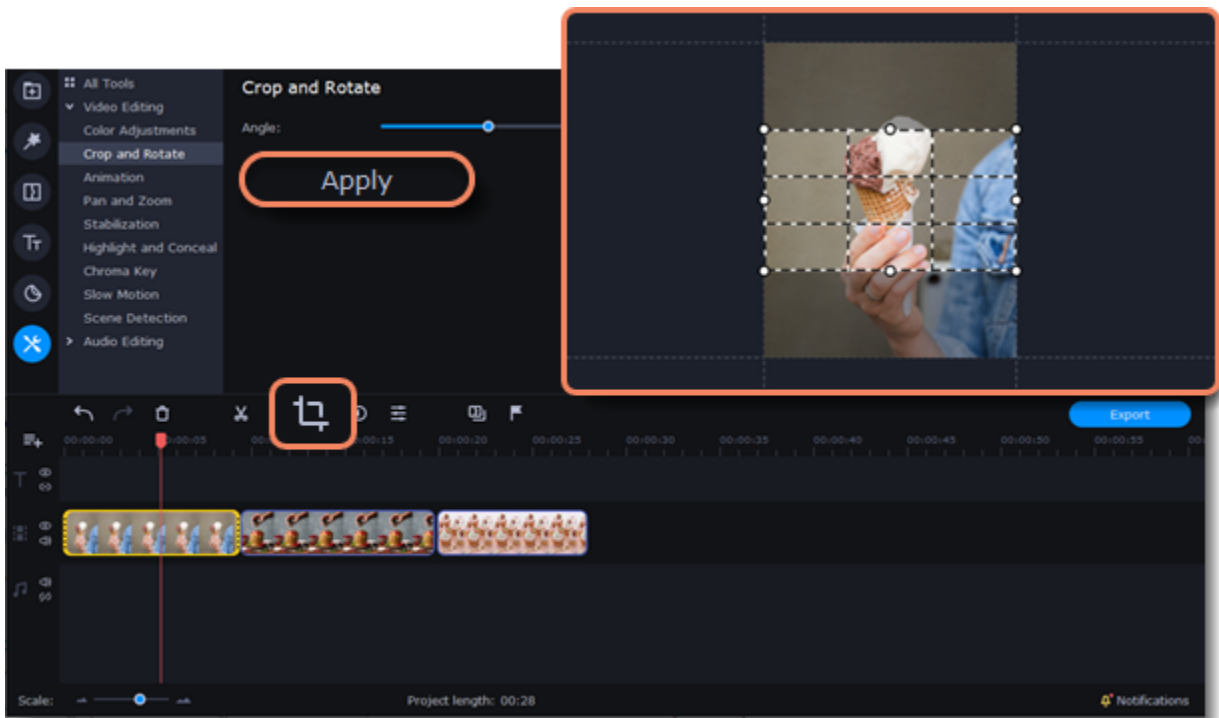 All Tools
Video Editing
Color Adjustments
Crop and Rotate
Animation
Pan and Zoom
Stabilization
Highlight and Conceal
Chroma Key
Slow Motion
Scene Detection
Audio Editing
Crop and Rotate
Angle:
Apply
Export
00:00:00 00:00:20 00:00:25 00:00:30 00:00:35 00:00:40 00:00:45 00:00:50 00:00:55
Scale:
Project length: 00:28
Notifications